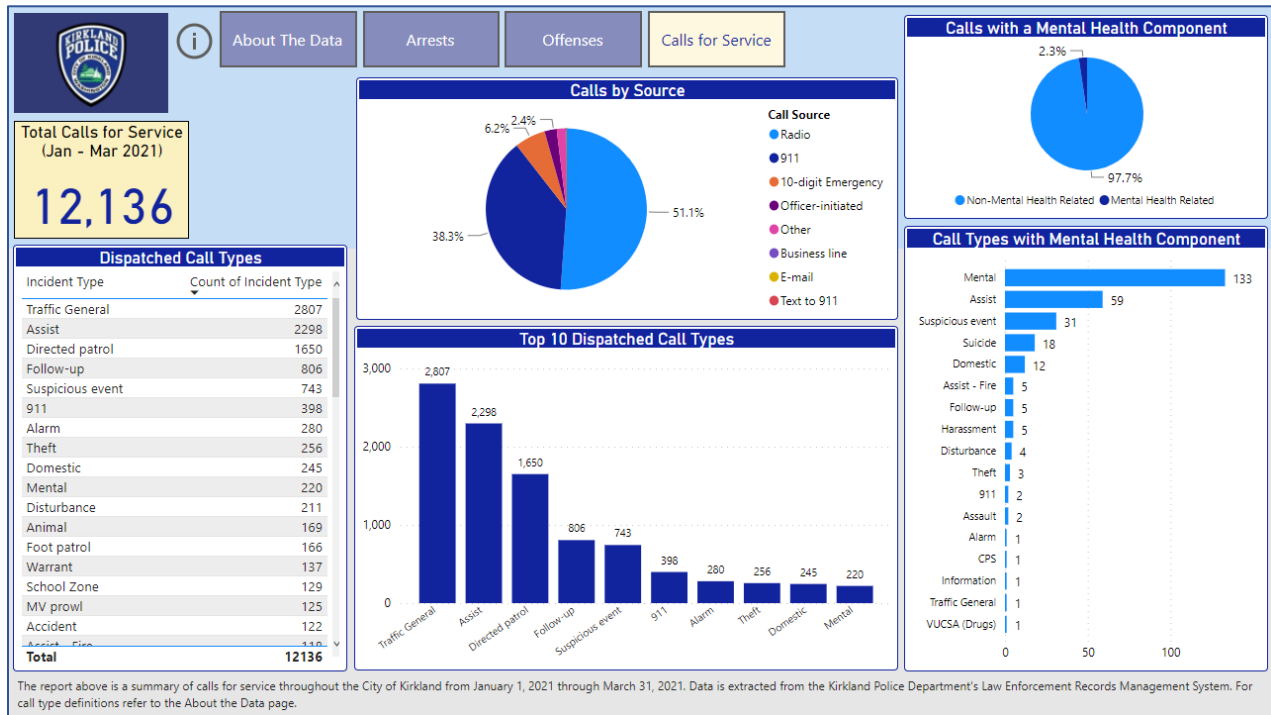 KIRKLAND
POLICE
i
About The Data
Arrests
Offenses
Calls for Service
Total Calls for Service
(Jan - Mar 2021)
12,136
Dispatched Call Types
Incident Type Count of Incident Type
Traffic General 2807
Assist 2298
Directed patrol 1650
Follow-up 806
Suspicious event 743
911 398
Alarm 280
Theft 256
Domestic 245
Mental 220
Disturbance 211
Animal 169
Foot patrol 166
Warrant 137
School Zone 129
MV prowl 125
Accident 122
Total 12136
Calls by Source
2.4%
6.2%
38.3%
51.1%
Call Source
Radio
911
10-digit Emergency
Officer-initiated
Other
Business line
E-mail
Text to 911
Top 10 Dispatched Call Types
3,000
2,000
1,000
0
2,807
2,298
1,650
806
743
398
280
256
245
220
Traffic General
Assist
Directed patrol
Follow-up
Suspicious event
911
Alarm
Theft
Domestic
Mental
Calls with a Mental Health Component
2.3%
97.7%
Non-Mental Health Related Mental Health Related
Call Types with Mental Health Component
Mental 133
Assist 59
Suspicious event 31
Suicide 18
Domestic 12
Assist - Fire 5
Follow-up 5
Harassment 5
Disturbance 4
Theft 3
911 2
Assault 2
Alarm 1
CPS 1
Information 1
Traffic General 1
VUCSA (Drugs) 1
0 50 100
The report above is a summary of calls for service throughout the City of Kirkland from January 1, 2021 through March 31, 2021. Data is extracted from the Kirkland Police Department's Law Enforcement Records Management System. For
call type definitions refer to the About the Data page.